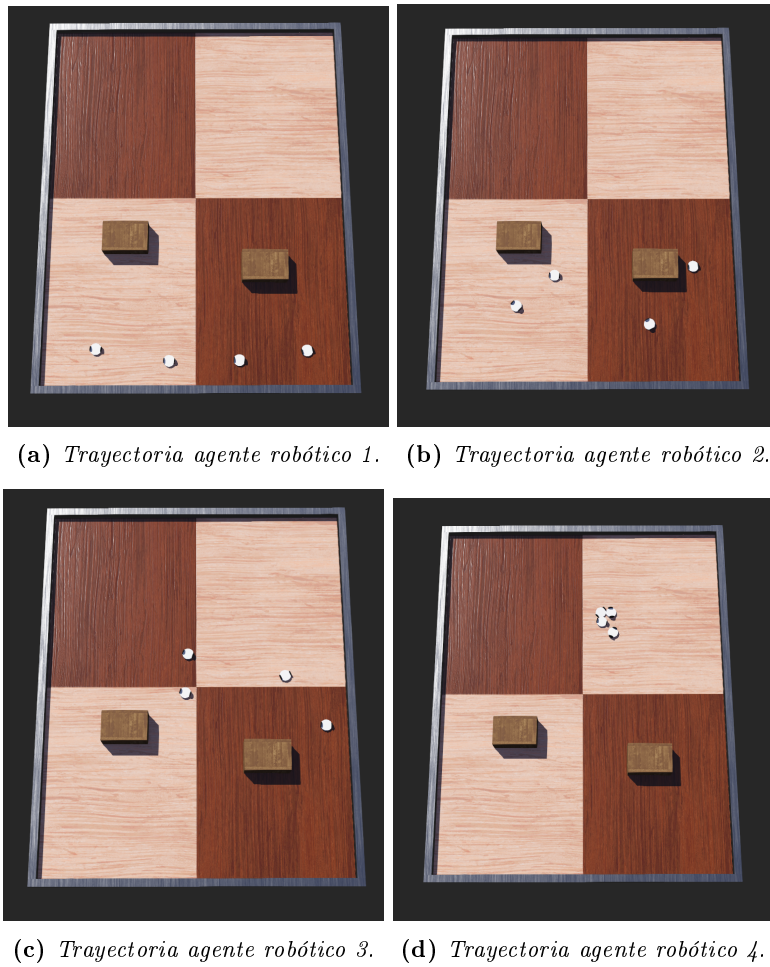 (a) Trayectoria agente robótico 1.
(b) Trayectoria agente robótico 2.
(c) Trayectoria agente robótico 3.
(d) Trayectoria agente robótico 4.